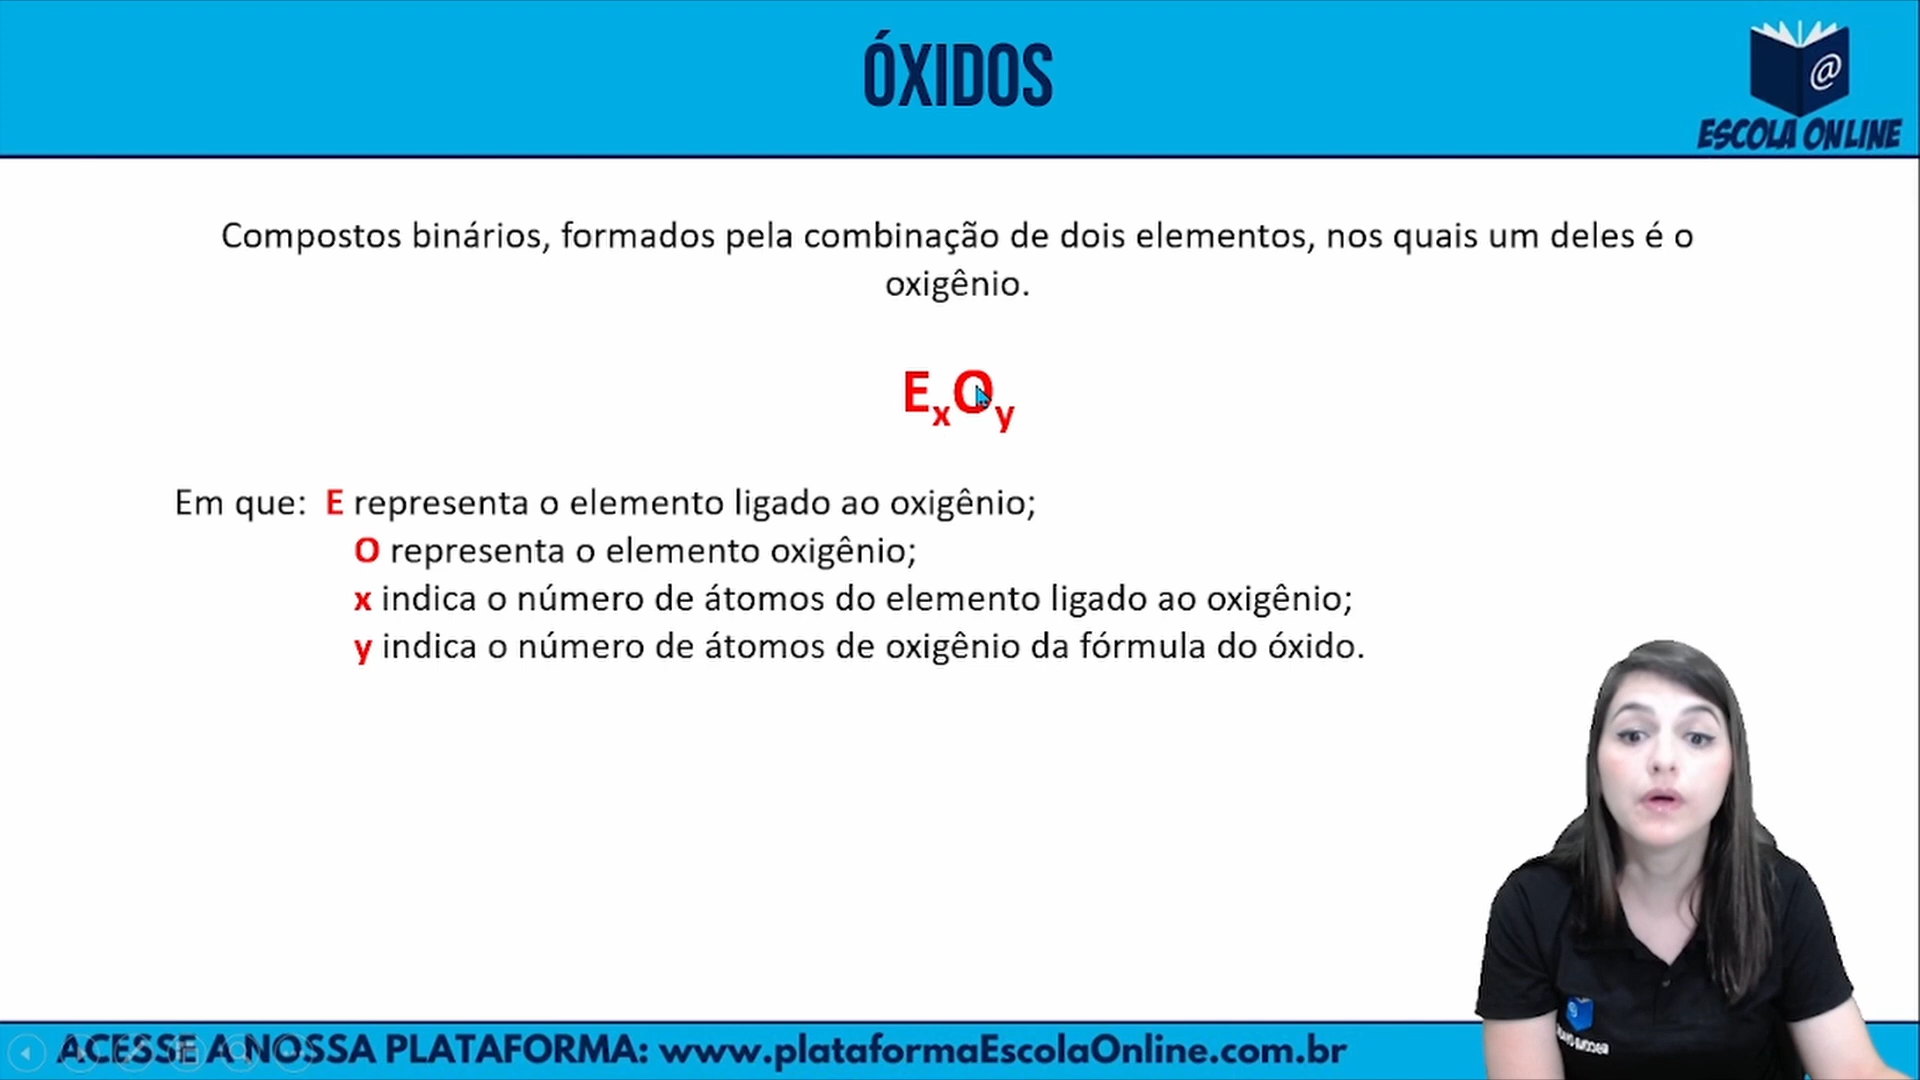 ÓXIDOS
@
ESCOLA ONLINE
Compostos binários, formados pela combinação de dois elementos, nos quais um deles é o
oxigênio.
ExOy
Em que: E representa o elemento ligado ao oxigênio;
O representa o elemento oxigênio;
x indica o número de átomos do elemento ligado ao oxigênio;
y indica o número de átomos de oxigênio da fórmula do óxido.
ACESSE A NOSSA PLATAFORMA: www.plataformaEscolaOnline.com.br